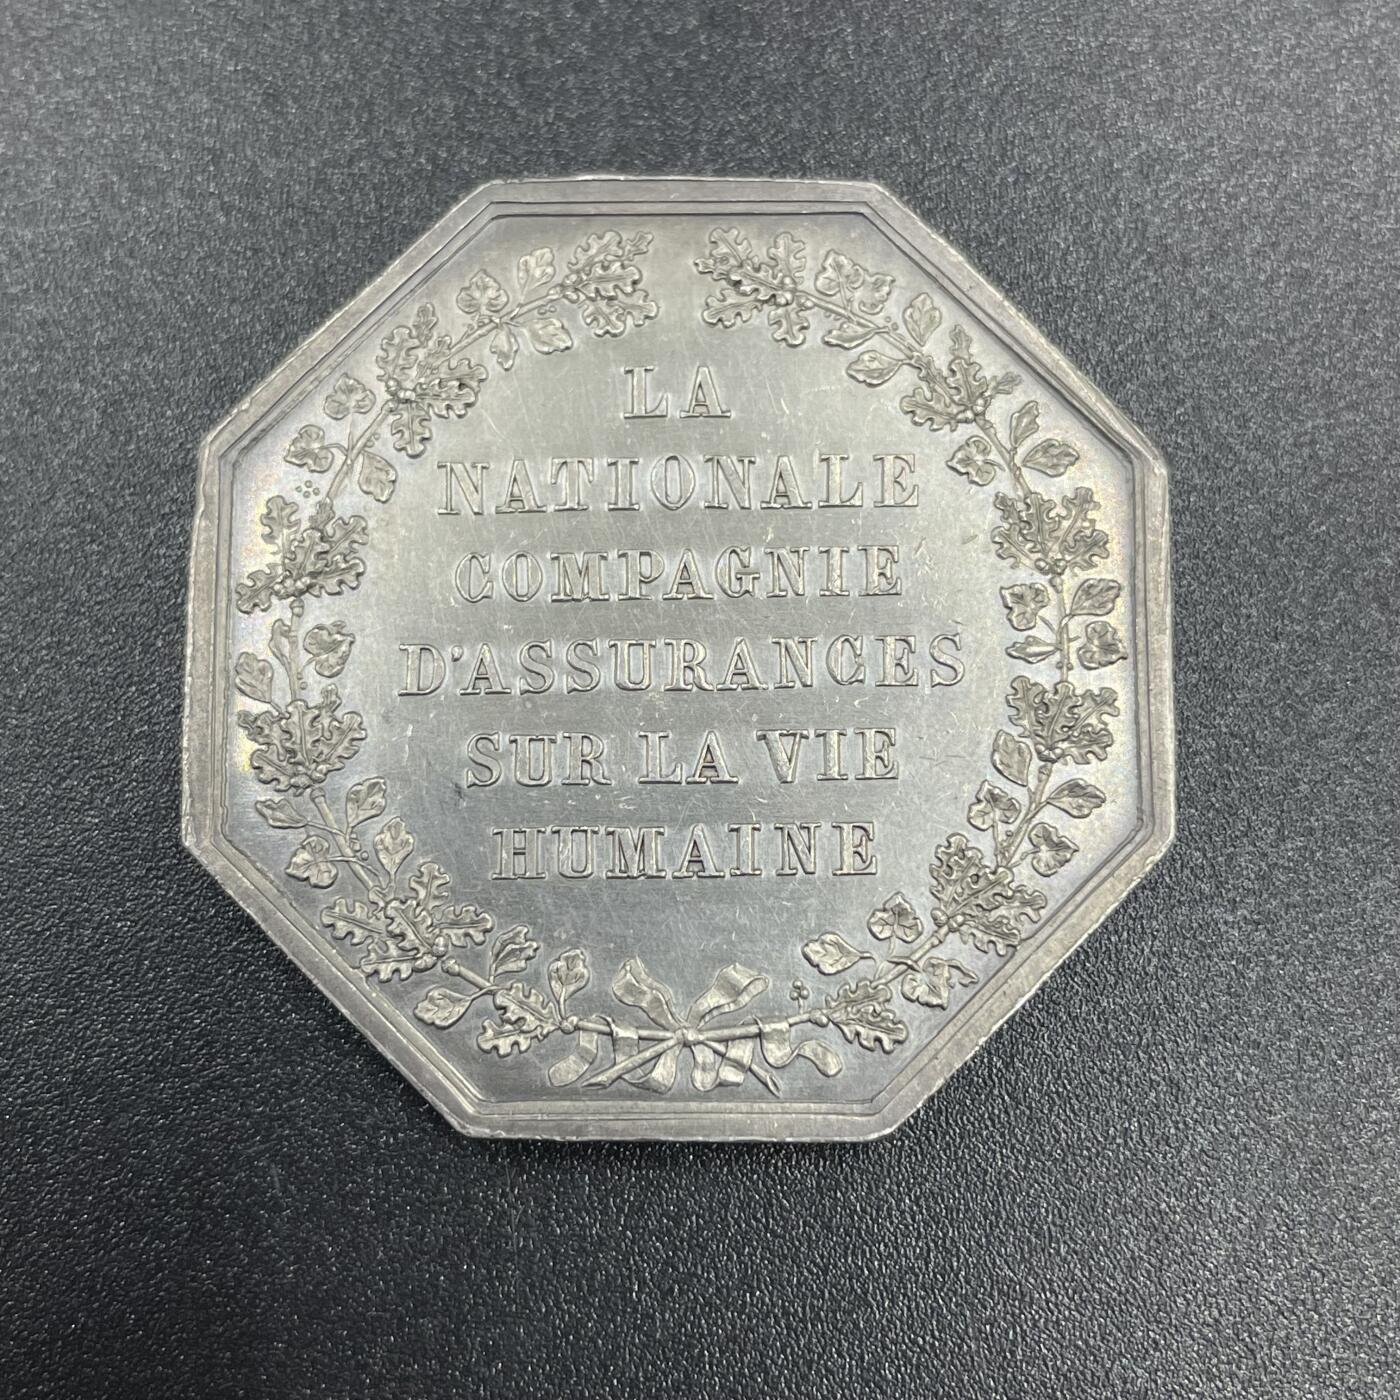 LA
NATIONALE
COMPAGNIE
D'ASSURANCES
SUR LA VIE
HUMAINE